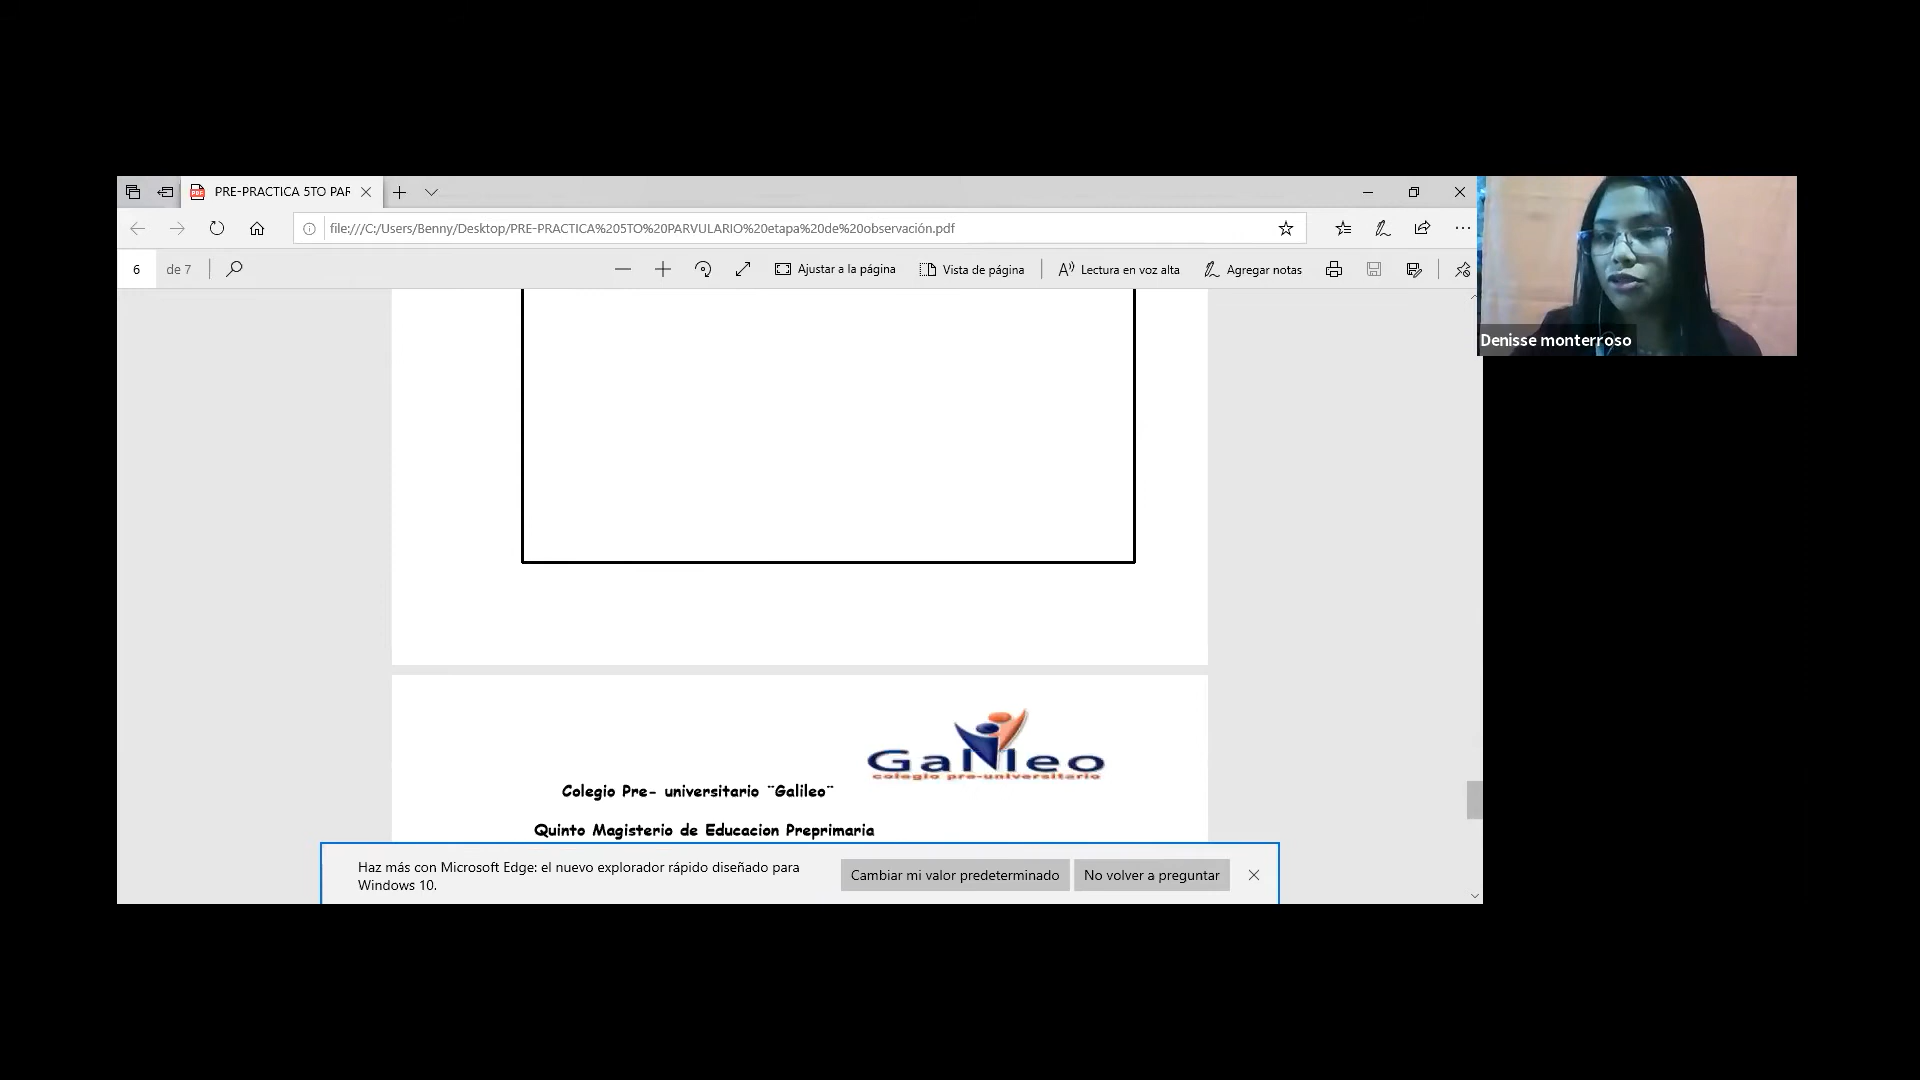 PRE-PRACTICA 5TO PAR
file:///C:/Users/Benny/Desktop/PRE-PRACTICA%205TO%20PARVULARIO%20etapa%20de%20observación.pdf
6 de 7
Ajustar a la página
Vista de página
Lectura en voz alta
Agregar notas
Denisse monterroso
Galileo
colegio pre-universitario
Colegio Pre- universitario ¨Galileo¨
Quinto Magisterio de Educacion Preprimaria
Haz más con Microsoft Edge: el nuevo explorador rápido diseñado para
Windows 10.
Cambiar mi valor predeterminado
No volver a preguntar